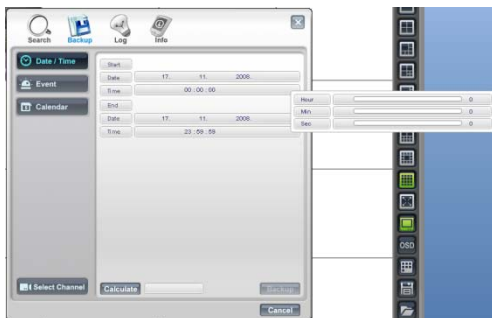 Search Backup Log Info
Date / Time
Event
Calendar
Start
Date 17. 11. 2008.
Time 00 : 00 : 00
End
Date 17. 11. 2008.
Time 23 : 59 : 59
Hour 0
Min 0
Sec 0
OSD
Select Channel
Calculate
Backup
Cancel